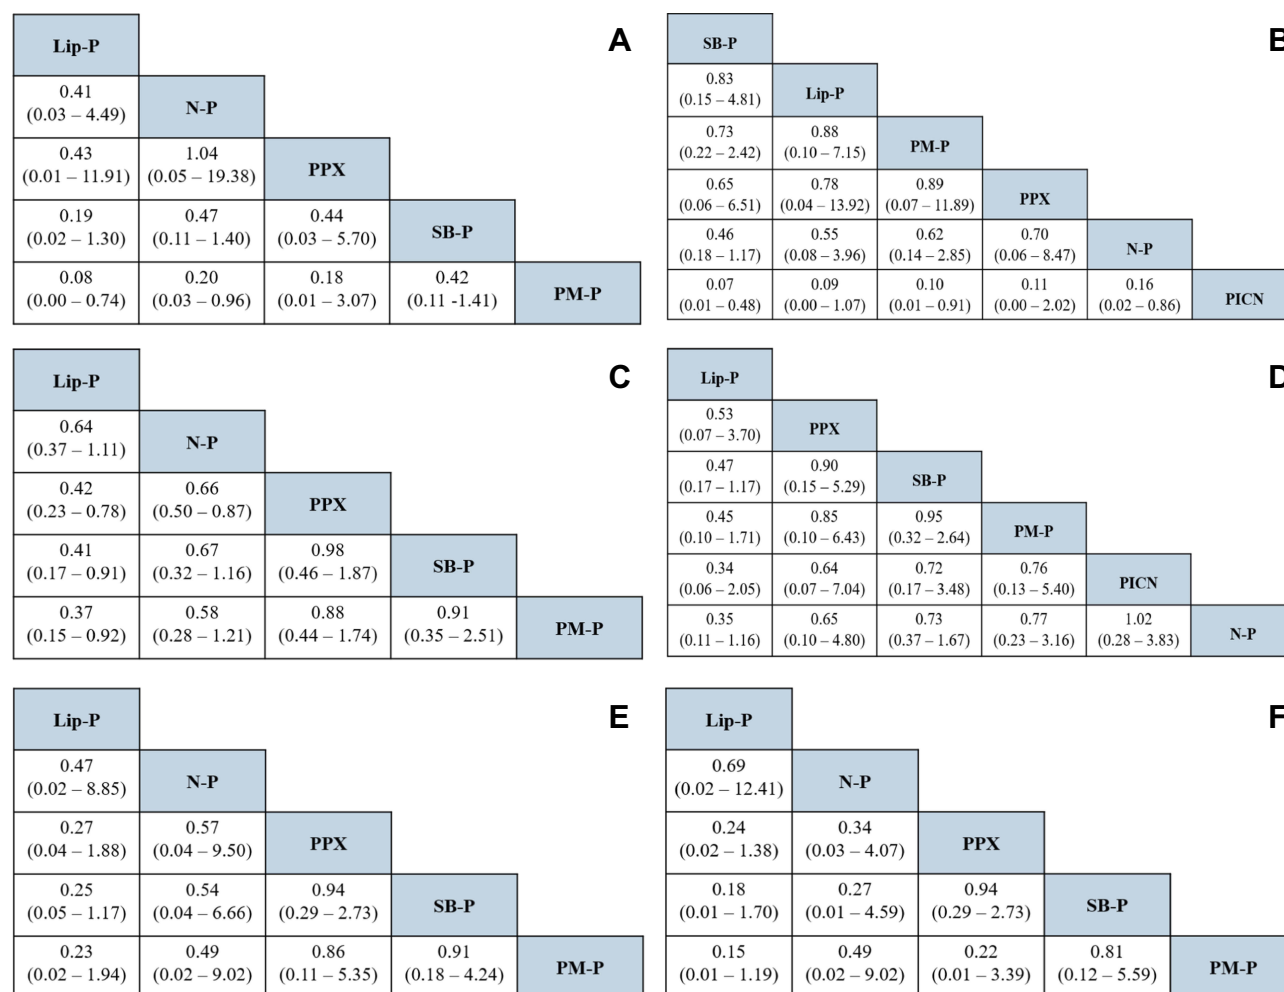 A
Lip-P
0.41
(0.03 – 4.49)
N-P
0.43
(0.01 – 11.91)
1.04
(0.05 – 19.38)
PPX
0.19
(0.02 – 1.30)
0.47
(0.11 – 1.40)
0.44
(0.03 – 5.70)
SB-P
0.08
(0.00 – 0.74)
0.20
(0.03 – 0.96)
0.18
(0.01 – 3.07)
0.42
(0.11 -1.41)
PM-P
B
SB-P
0.83
(0.15 – 4.81)
Lip-P
0.73
(0.22 – 2.42)
0.88
(0.10 – 7.15)
PM-P
0.65
(0.06 – 6.51)
0.78
(0.04 – 13.92)
0.89
(0.07 – 11.89)
PPX
0.46
(0.18 – 1.17)
0.55
(0.08 – 3.96)
0.62
(0.14 – 2.85)
0.70
(0.06 – 8.47)
N-P
0.07
(0.01 – 0.48)
0.09
(0.00 – 1.07)
0.10
(0.01 – 0.91)
0.11
(0.00 – 2.02)
0.16
(0.02 – 0.86)
PICN
C
Lip-P
0.64
(0.37 – 1.11)
N-P
0.42
(0.23 – 0.78)
0.66
(0.50 – 0.87)
PPX
0.41
(0.17 – 0.91)
0.67
(0.32 – 1.16)
0.98
(0.46 – 1.87)
SB-P
0.37
(0.15 – 0.92)
0.58
(0.28 – 1.21)
0.88
(0.44 – 1.74)
0.91
(0.35 – 2.51)
PM-P
D
Lip-P
0.53
(0.07 – 3.70)
PPX
0.47
(0.17 – 1.17)
0.90
(0.15 – 5.29)
SB-P
0.45
(0.10 – 1.71)
0.85
(0.10 – 6.43)
0.95
(0.32 – 2.64)
PM-P
0.34
(0.06 – 2.05)
0.64
(0.07 – 7.04)
0.72
(0.17 – 3.48)
0.76
(0.13 – 5.40)
PICN
0.35
(0.11 – 1.16)
0.65
(0.10 – 4.80)
0.73
(0.37 – 1.67)
0.77
(0.23 – 3.16)
1.02
(0.28 – 3.83)
N-P
E
Lip-P
0.47
(0.02 – 8.85)
N-P
0.27
(0.04 – 1.88)
0.57
(0.04 – 9.50)
PPX
0.25
(0.05 – 1.17)
0.54
(0.04 – 6.66)
0.94
(0.29 – 2.73)
SB-P
0.23
(0.02 – 1.94)
0.49
(0.02 – 9.02)
0.86
(0.11 – 5.35)
0.91
(0.18 – 4.24)
PM-P
F
Lip-P
0.69
(0.02 – 12.41)
N-P
0.24
(0.02 – 1.38)
0.34
(0.03 – 4.07)
PPX
0.18
(0.01 – 1.70)
0.27
(0.01 – 4.59)
0.94
(0.29 – 2.73)
SB-P
0.15
(0.01 – 1.19)
0.49
(0.02 – 9.02)
0.22
(0.01 – 3.39)
0.81
(0.12 – 5.59)
PM-P